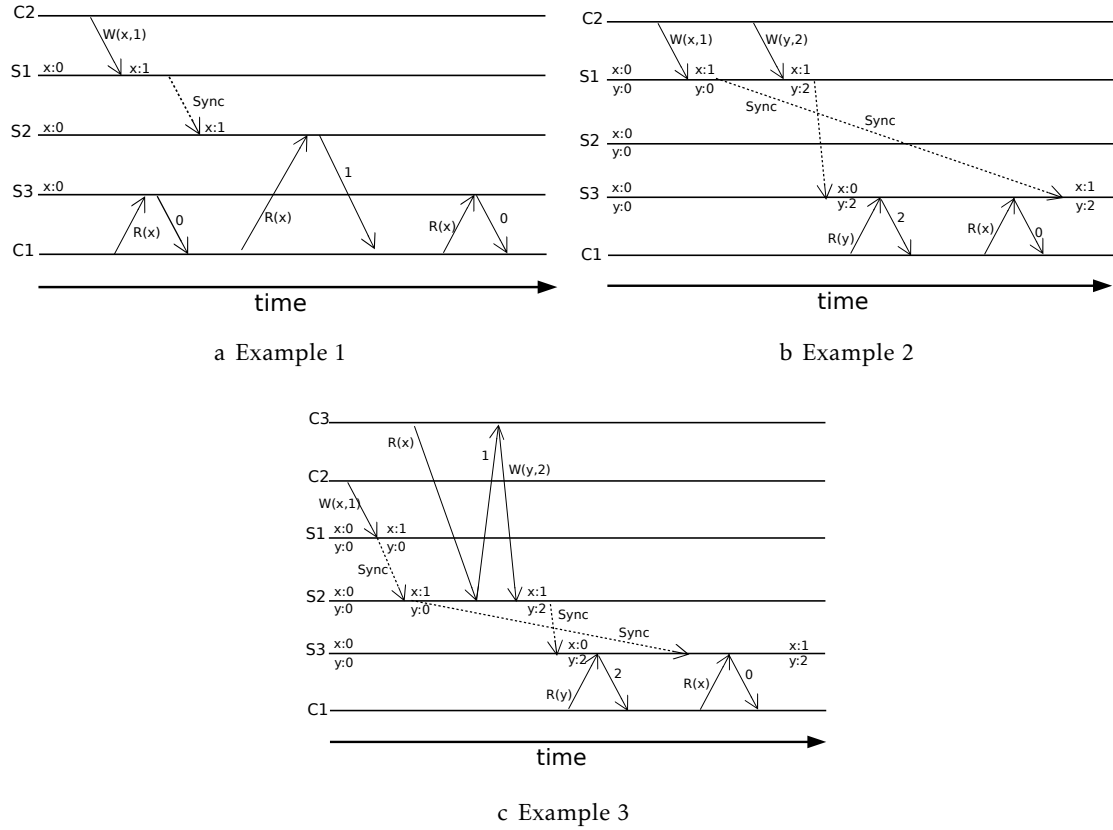 C2
W(x,1)
S1 x:0 x:1
Sync
S2 x:0 x:1
1
S3 x:0
R(x) 0 R(x) R(x) 0
C1
time
a Example 1
C2
W(x,1) W(y,2)
S1 x:0 x:1 x:1
y:0 y:0 y:2
Sync Sync
S2 x:0
y:0
S3 x:0 x:0 x:1
y:0 y:2 y:2
R(y) 2 R(x) 0
C1
time
b Example 2
C3
R(x) 1 W(y,2)
C2
W(x,1)
S1 x:0 x:1
y:0 y:0
Sync
S2 x:0 x:1 x:1
y:0 y:0 y:2
Sync
Sync
S3 x:0 x:0 x:1
y:0 y:2 y:2
R(y) 2 R(x) 0
C1
time
c Example 3